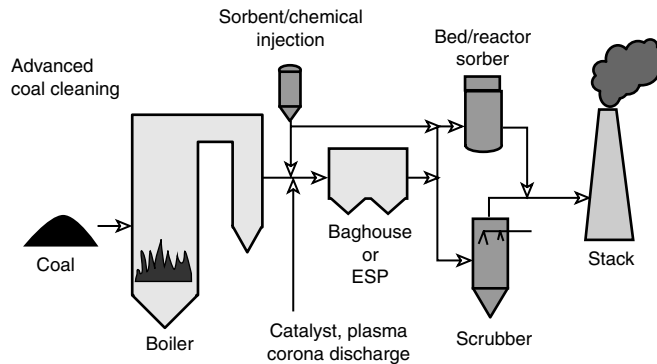 Sorbent/chemical
injection
Bed/reactor
sorber
Advanced
coal cleaning
Baghouse
or
ESP
Coal
Stack
Boiler
Catalyst, plasma
corona discharge
Scrubber